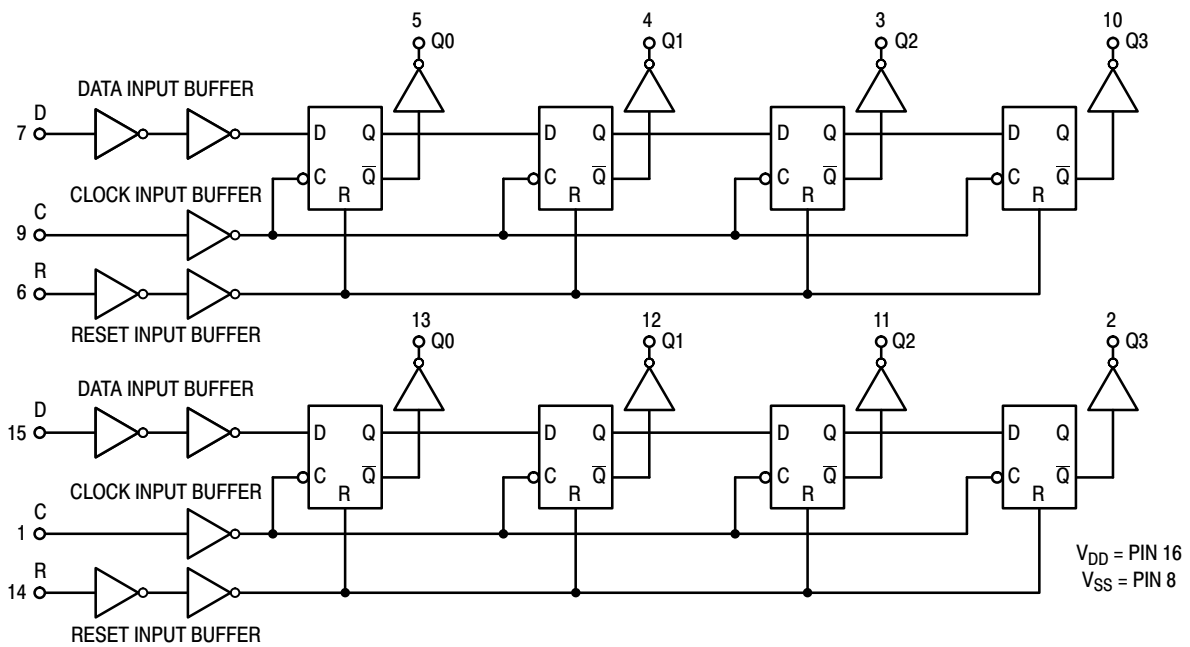 5 4 3 10
Q0 Q1 Q2 Q3
DATA INPUT BUFFER
D
7
D Q D Q D Q D Q
C Q̅ C Q̅ C Q̅ C Q̅
R R R R
CLOCK INPUT BUFFER
C
9
R
6
RESET INPUT BUFFER
13 12 11 2
Q0 Q1 Q2 Q3
DATA INPUT BUFFER
D
15
D Q D Q D Q D Q
C Q̅ C Q̅ C Q̅ C Q̅
R R R R
CLOCK INPUT BUFFER
C
1
R
14
RESET INPUT BUFFER
VDD = PIN 16
VSS = PIN 8